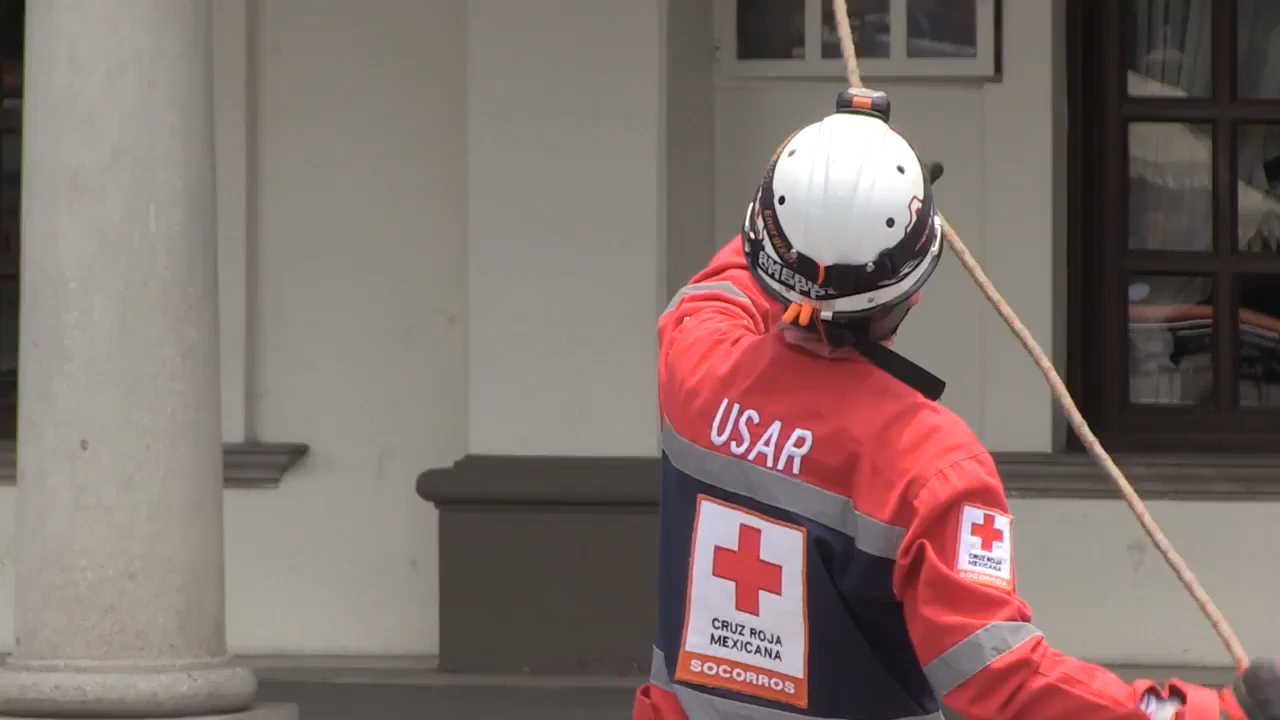 USAR
CRUZ ROJA
MEXICANA
SOCORROS
CRUZ ROJA
MEXICANA
SOCORROS